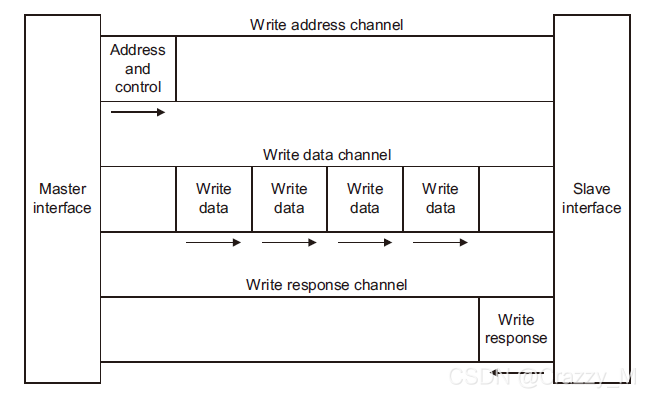 Write address channel
Address
and
control
Write data channel
Master
interface
Write
data
Write
data
Write
data
Write
data
Slave
interface
Write response channel
Write
response
CSDN @Crazzy_M